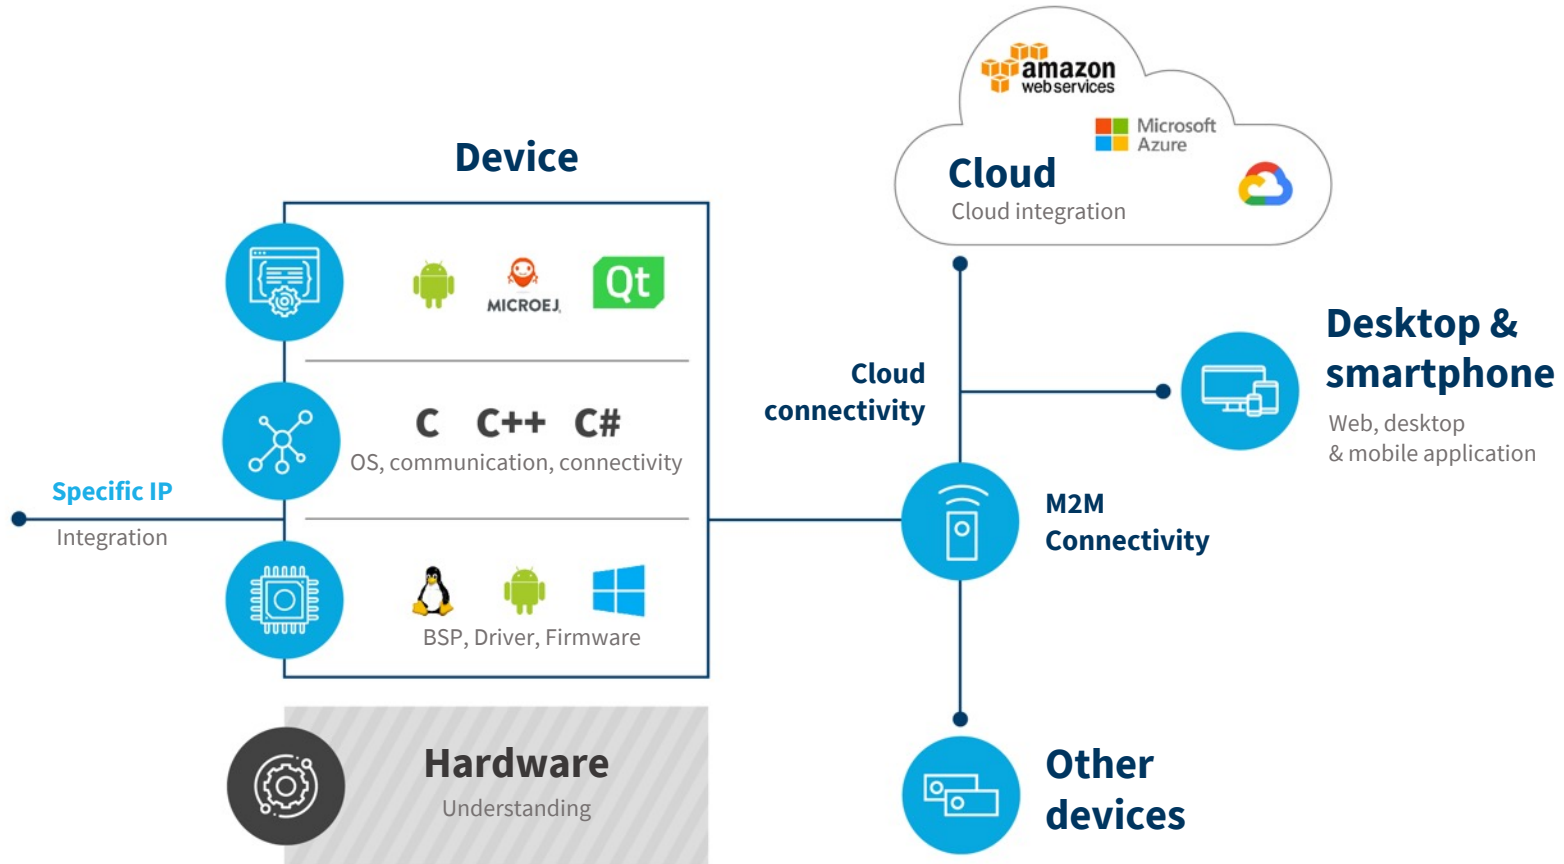 Device
MICROEJ.
Qt
C C++ C#
OS, communication, connectivity
Specific IP
Integration
BSP, Driver, Firmware
Hardware
Understanding
amazon
web services
Microsoft
Azure
Cloud
Cloud integration
Cloud
connectivity
Desktop &
smartphone
Web, desktop
& mobile application
M2M
Connectivity
Other
devices